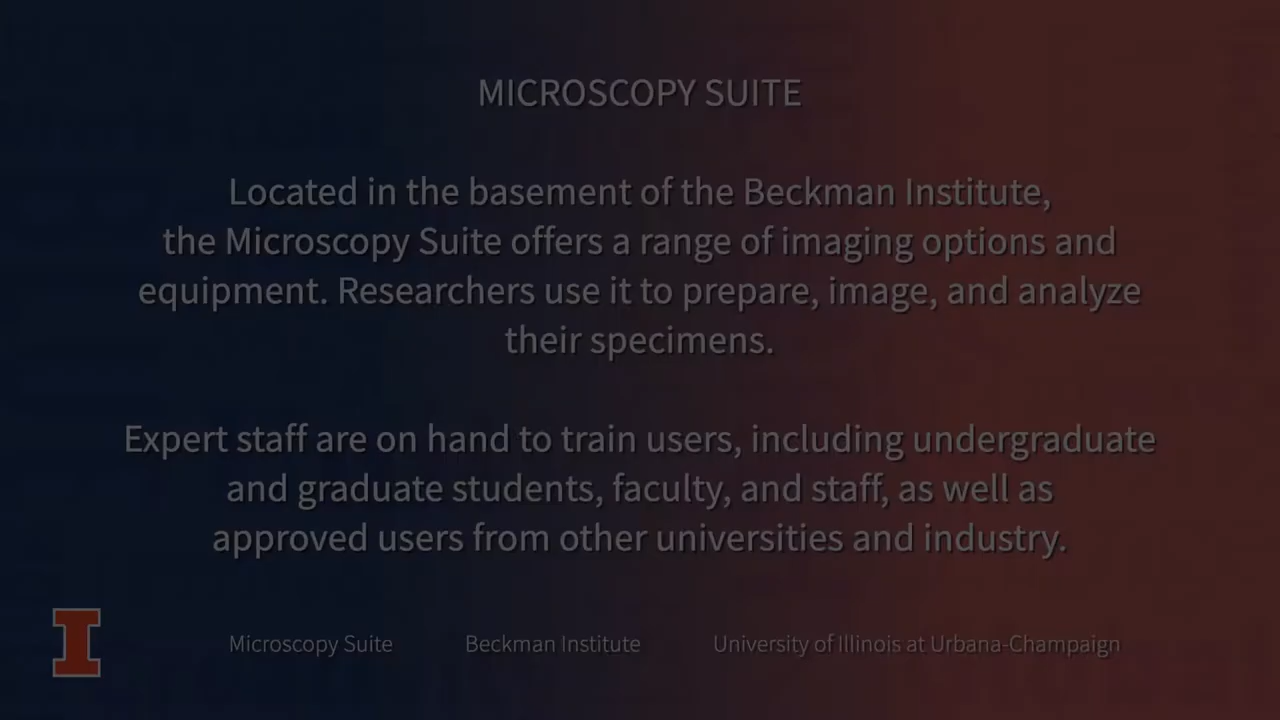 MICROSCOPY SUITE
Located in the basement of the Beckman Institute,
the Microscopy Suite offers a range of imaging options and
equipment. Researchers use it to prepare, image, and analyze
their specimens.
Expert staff are on hand to train users, including undergraduate
and graduate students, faculty, and staff, as well as
approved users from other universities and industry.
I
Microscopy Suite Beckman Institute University of Illinois at Urbana-Champaign